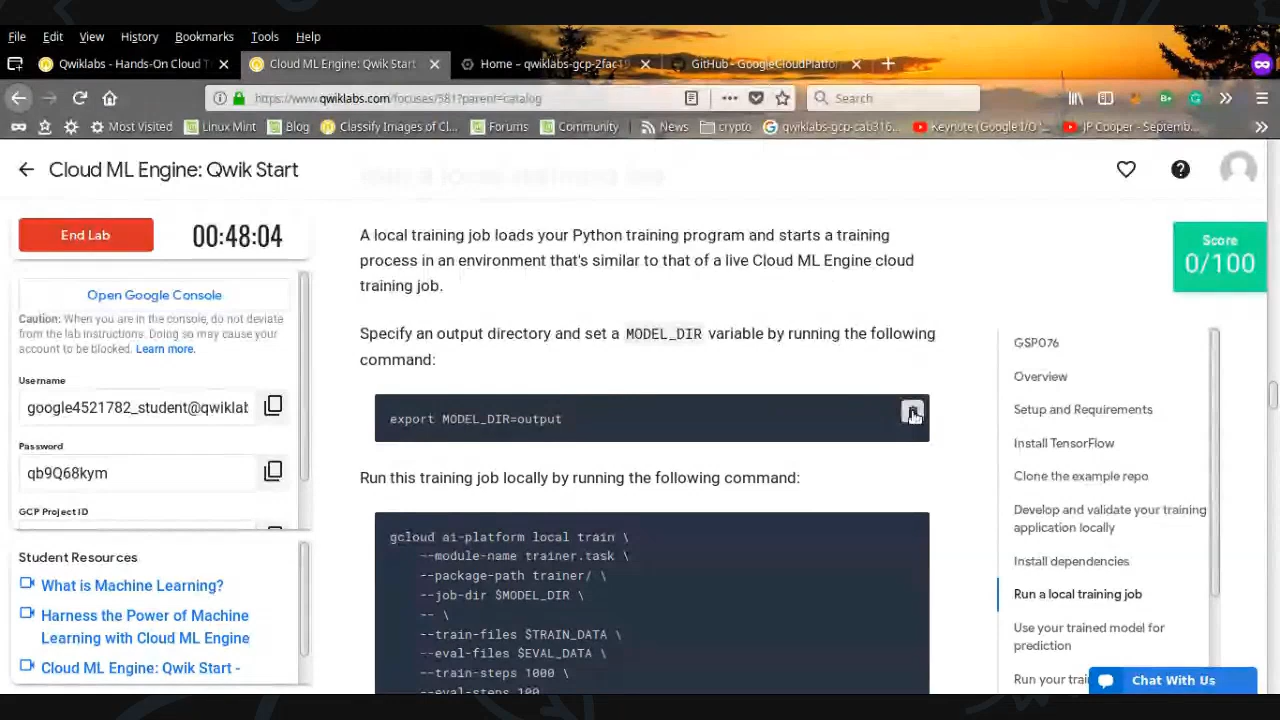 File Edit View History Bookmarks Tools Help
Qwiklabs - Hands-On Cloud T
Cloud ML Engine: Qwik Start
Home – qwiklabs-gcp-2fac1
GitHub - GoogleCloudPlatfor
https://www.qwiklabs.com/focuses/581?parent=catalog
Search
Most Visited
Linux Mint
Blog
Classify Images of Cl...
Forums
Community
News
crypto
qwiklabs-gcp-cab316...
Keynote (Google I/O '...
JP Cooper - Septemb...
Cloud ML Engine: Qwik Start
End Lab
00:48:04
Open Google Console
Caution: When you are in the console, do not deviate
from the lab instructions. Doing so may cause your
account to be blocked. Learn more.
Username
google4521782_student@qwiklab
Password
qb9Q68kym
GCP Project ID
Student Resources
What is Machine Learning?
Harness the Power of Machine
Learning with Cloud ML Engine
Cloud ML Engine: Qwik Start -
A local training job loads your Python training program and starts a training
process in an environment that's similar to that of a live Cloud ML Engine cloud
training job.
Specify an output directory and set a MODEL_DIR variable by running the following
command:
export MODEL_DIR=output
Run this training job locally by running the following command:
gcloud ai-platform local train \
--module-name trainer.task \
--package-path trainer/ \
--job-dir $MODEL_DIR \
-- \
--train-files $TRAIN_DATA \
--eval-files $EVAL_DATA \
--train-steps 1000 \
--eval-steps 100
Score
0/100
GSP076
Overview
Setup and Requirements
Install TensorFlow
Clone the example repo
Develop and validate your training
application locally
Install dependencies
Run a local training job
Use your trained model for
prediction
Run your trai
Chat With Us